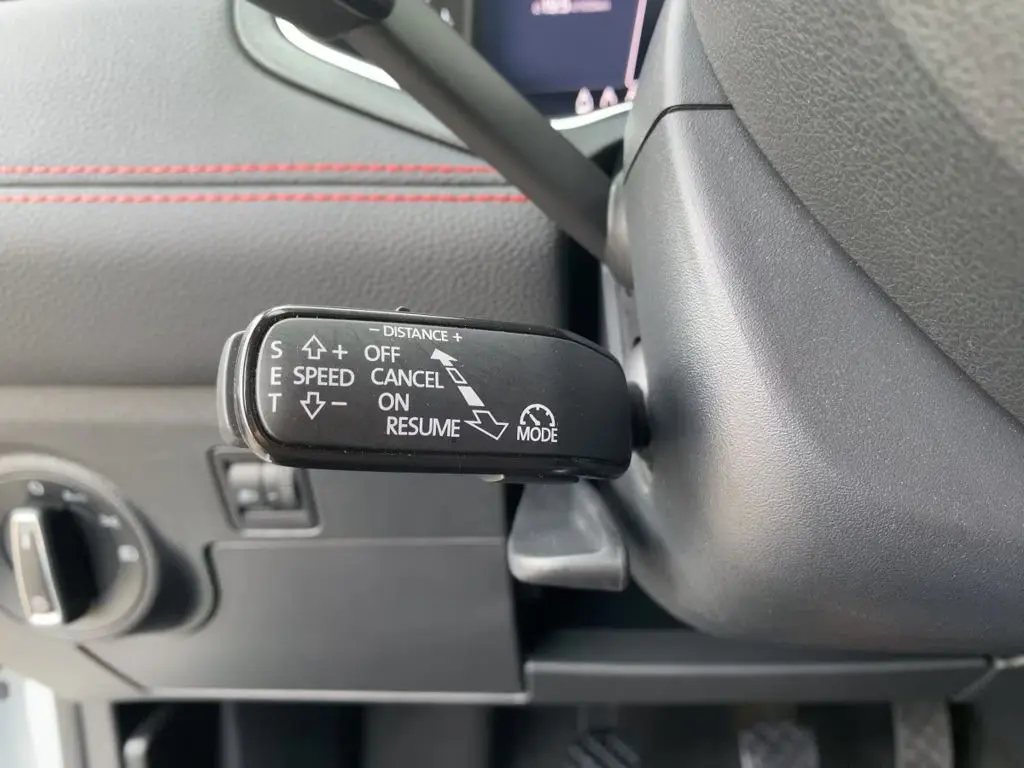 − DISTANCE +
S + OFF
E SPEED CANCEL
T − ON
RESUME
MODE